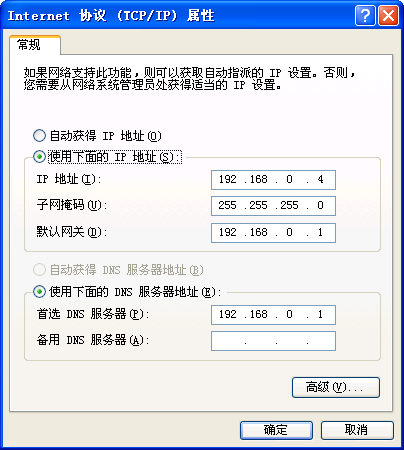 Internet 协议 (TCP/IP) 属性
常规
如果网络支持此功能，则可以获取自动指派的 IP 设置。否则，
您需要从网络系统管理员处获得适当的 IP 设置。
自动获得 IP 地址(O)
使用下面的 IP 地址(S):
IP 地址(I): 192 .168 . 0 . 4
子网掩码(U): 255 .255 .255 . 0
默认网关(D): 192 .168 . 0 . 1
自动获得 DNS 服务器地址(B)
使用下面的 DNS 服务器地址(E):
首选 DNS 服务器(P): 192 .168 . 0 . 1
备用 DNS 服务器(A): . . .
高级(V)...
确定 取消